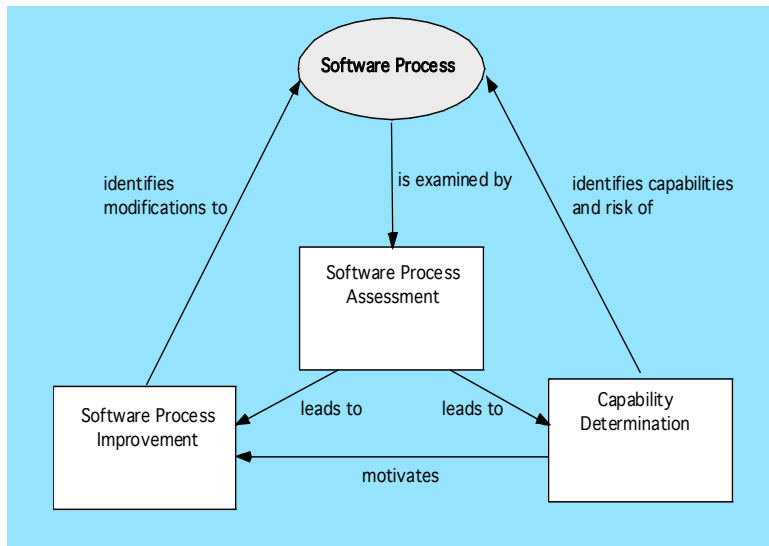 Software Process
identifies
modifications to
is examined by
identifies capabilities
and risk of
Software Process
Assessment
Software Process
Improvement
leads to
leads to
Capability
Determination
motivates